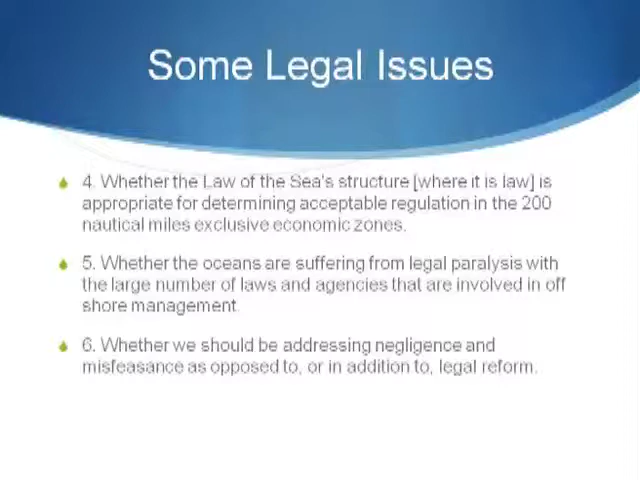 Some Legal Issues
4. Whether the Law of the Sea's structure [where it is law] is
appropriate for determining acceptable regulation in the 200
nautical miles exclusive economic zones.
5. Whether the oceans are suffering from legal paralysis with
the large number of laws and agencies that are involved in off
shore management.
6. Whether we should be addressing negligence and
misfeasance as opposed to, or in addition to, legal reform.